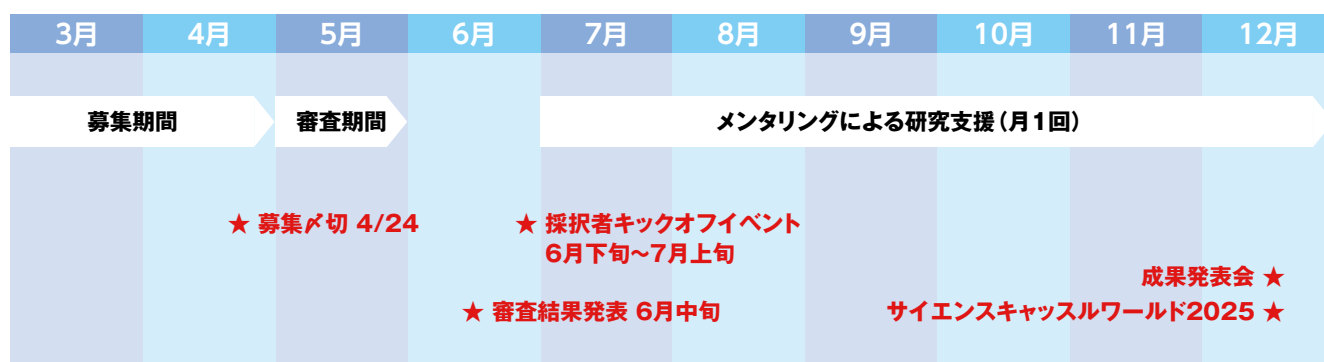 3月 4月 5月 6月 7月 8月 9月 10月 11月 12月
募集期間 審査期間 メンタリングによる研究支援（月1回）
★ 募集〆切 4/24
★ 採択者キックオフイベント
6月下旬～7月上旬
成果発表会 ★
★ 審査結果発表 6月中旬
サイエンスキャッスルワールド2025 ★